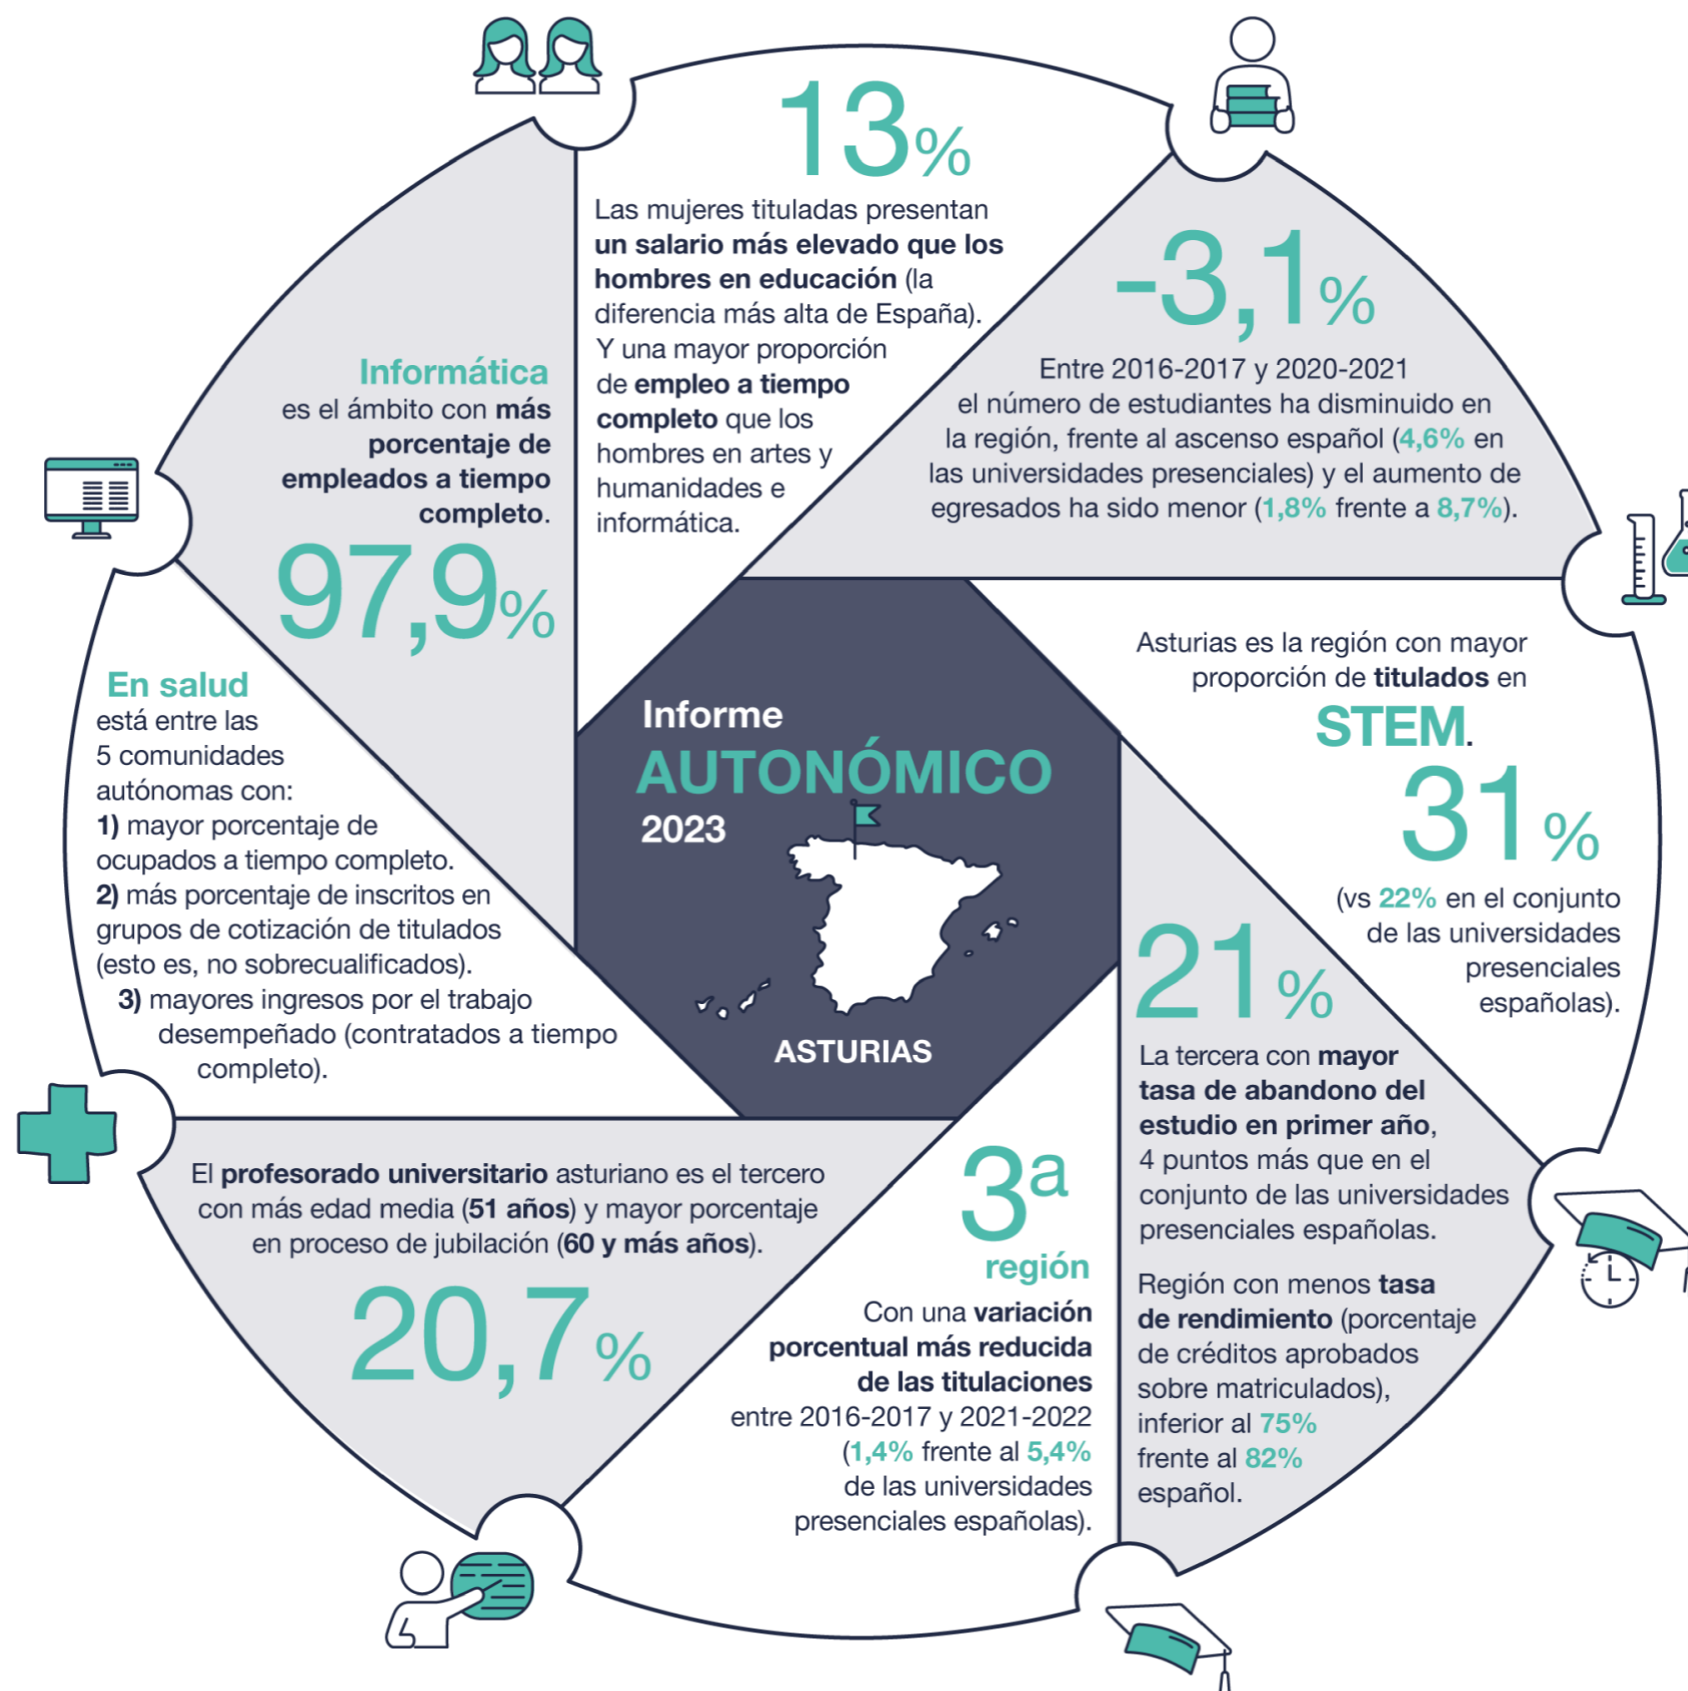 13%
Las mujeres tituladas presentan
un salario más elevado que los
hombres en educación (la
diferencia más alta de España).
Y una mayor proporción
de empleo a tiempo
completo que los
hombres en artes y
humanidades e
informática.
-3,1%
Entre 2016-2017 y 2020-2021
el número de estudiantes ha disminuido en
la región, frente al ascenso español (4,6% en
las universidades presenciales) y el aumento de
egresados ha sido menor (1,8% frente a 8,7%).
Asturias es la región con mayor
proporción de titulados en
STEM.
31%
(vs 22% en el conjunto
de las universidades
presenciales
españolas).
21%
La tercera con mayor
tasa de abandono del
estudio en primer año,
4 puntos más que en el
conjunto de las universidades
presenciales españolas.
Región con menos tasa
de rendimiento (porcentaje
de créditos aprobados
sobre matriculados),
inferior al 75%
frente al 82%
español.
3ª
región
Con una variación
porcentual más reducida
de las titulaciones
entre 2016-2017 y 2021-2022
(1,4% frente al 5,4%
de las universidades
presenciales españolas).
El profesorado universitario asturiano es el tercero
con más edad media (51 años) y mayor porcentaje
en proceso de jubilación (60 y más años).
20,7%
En salud
está entre las
5 comunidades
autónomas con:
1) mayor porcentaje de
ocupados a tiempo completo.
2) más porcentaje de inscritos en
grupos de cotización de titulados
(esto es, no sobrecualificados).
3) mayores ingresos por el trabajo
desempeñado (contratados a tiempo
completo).
Informática
es el ámbito con más
porcentaje de
empleados a tiempo
completo.
97,9%
Informe
AUTONÓMICO
2023
ASTURIAS